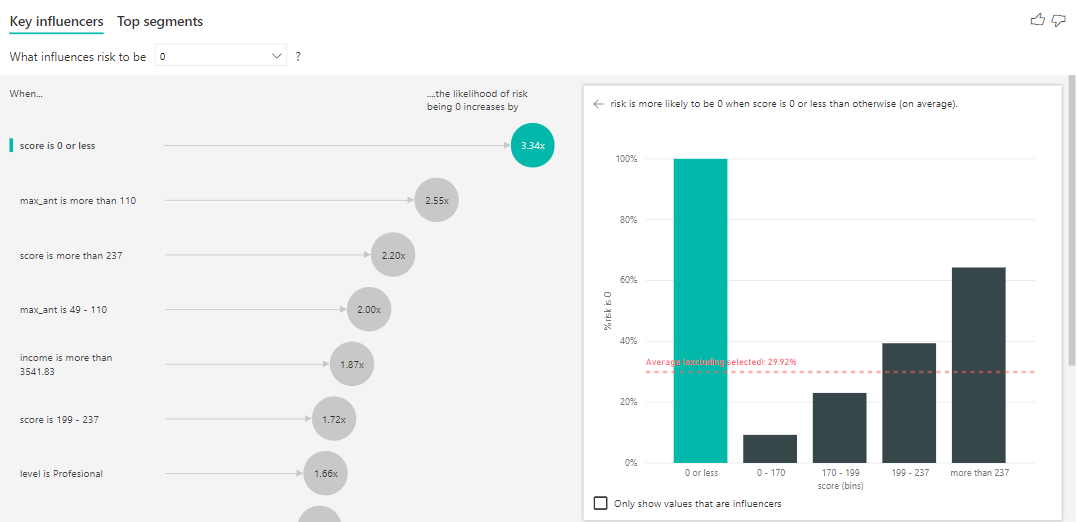 Key influencers Top segments
What influences risk to be 0 ?
When...
....the likelihood of risk
being 0 increases by
score is 0 or less 3.34x
max_ant is more than 110 2.55x
score is more than 237 2.20x
max_ant is 49 - 110 2.00x
income is more than
3541.83 1.87x
score is 199 - 237 1.72x
level is Profesional 1.66x
risk is more likely to be 0 when score is 0 or less than otherwise (on average).
%risk is 0
100%
80%
60%
40%
20%
0%
Average (excluding selected): 29.92%
0 or less 0 - 170 170 - 199 199 - 237 more than 237
score (bins)
Only show values that are influencers